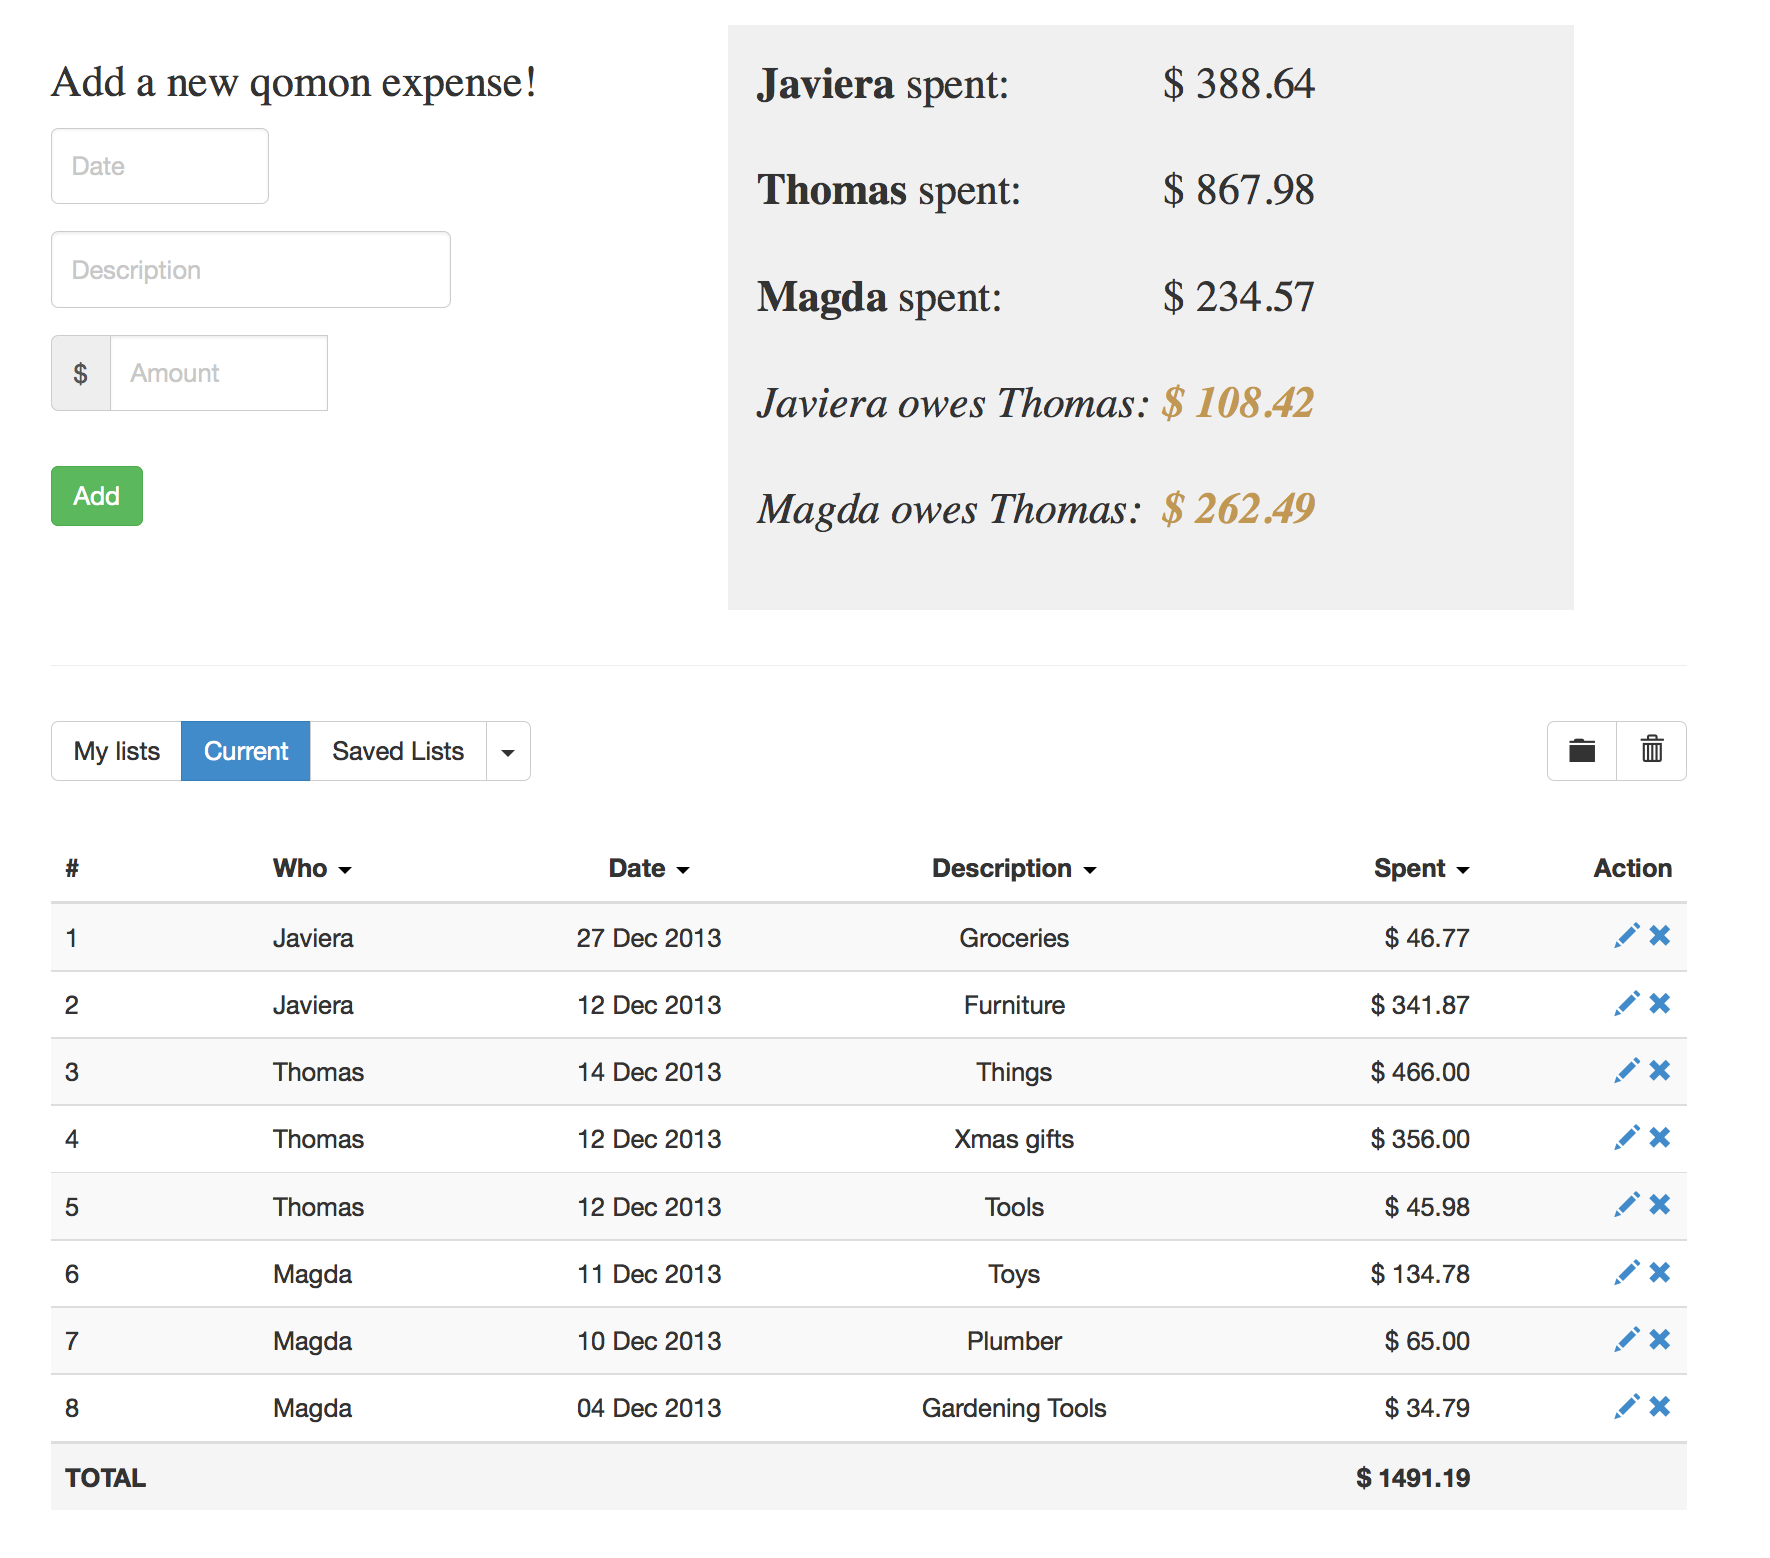 Add a new qomon expense!
Date
Description
$ Amount
Add
Javiera spent: $ 388.64
Thomas spent: $ 867.98
Magda spent: $ 234.57
Javiera owes Thomas: $ 108.42
Magda owes Thomas: $ 262.49
My lists Current Saved Lists
# Who Date Description Spent Action
1 Javiera 27 Dec 2013 Groceries $ 46.77
2 Javiera 12 Dec 2013 Furniture $ 341.87
3 Thomas 14 Dec 2013 Things $ 466.00
4 Thomas 12 Dec 2013 Xmas gifts $ 356.00
5 Thomas 12 Dec 2013 Tools $ 45.98
6 Magda 11 Dec 2013 Toys $ 134.78
7 Magda 10 Dec 2013 Plumber $ 65.00
8 Magda 04 Dec 2013 Gardening Tools $ 34.79
TOTAL $ 1491.19